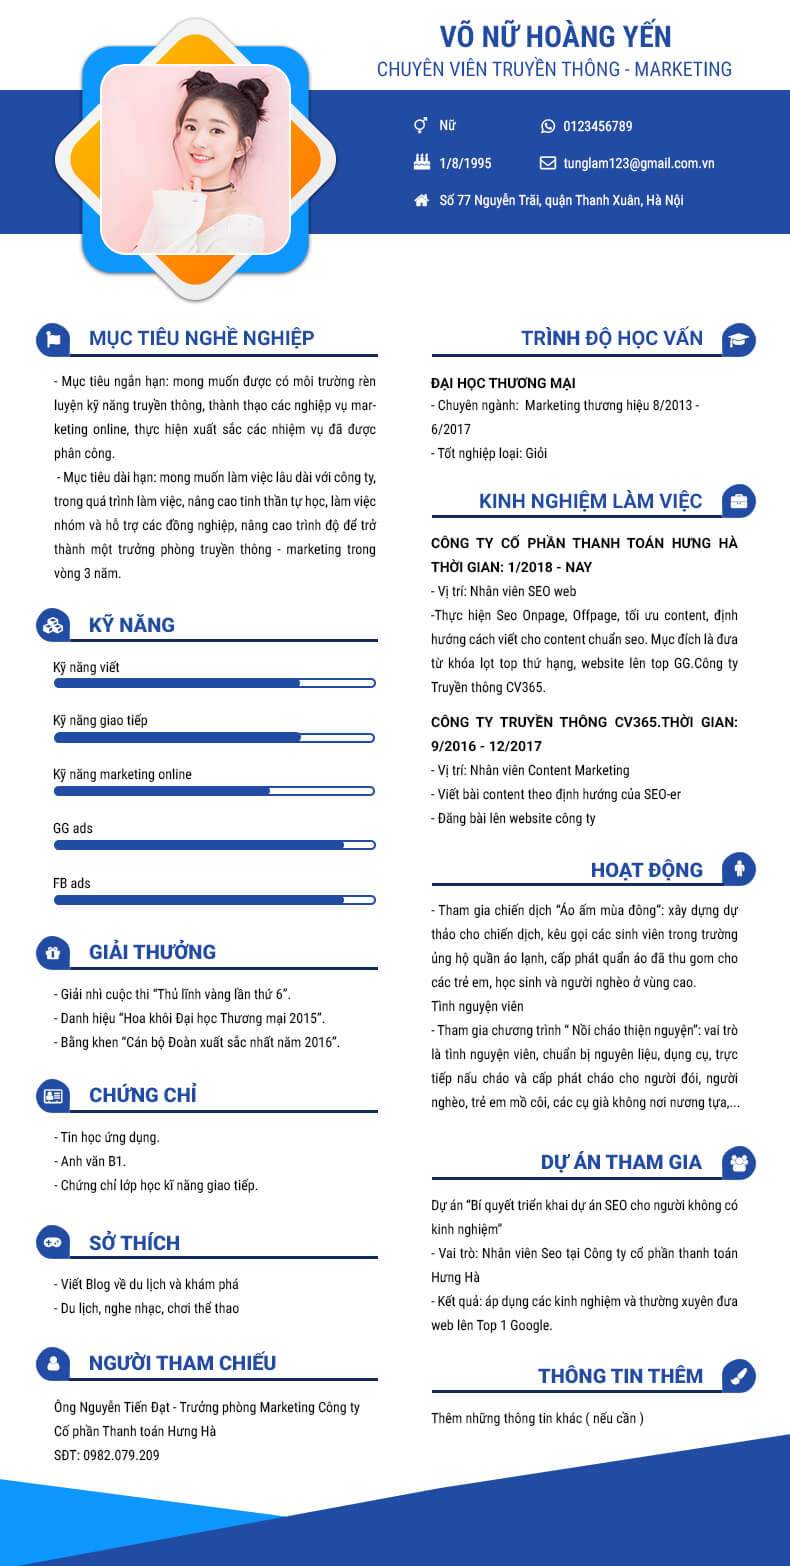 VÕ NỮ HOÀNG YẾN
CHUYÊN VIÊN TRUYỀN THÔNG - MARKETING
Nữ
0123456789
1/8/1995
tunglam123@gmail.com.vn
Số 77 Nguyễn Trãi, quận Thanh Xuân, Hà Nội
MỤC TIÊU NGHỀ NGHIỆP
- Mục tiêu ngắn hạn: mong muốn được có môi trường rèn
luyện kỹ năng truyền thông, thành thạo các nghiệp vụ mar-
keting online, thực hiện xuất sắc các nhiệm vụ đã được
phân công.
- Mục tiêu dài hạn: mong muốn làm việc lâu dài với công ty,
trong quá trình làm việc, nâng cao tinh thần tự học, làm việc
nhóm và hỗ trợ các đồng nghiệp, nâng cao trình độ để trở
thành một trưởng phòng truyền thông - marketing trong
vòng 3 năm.
KỸ NĂNG
Kỹ năng viết
Kỹ năng giao tiếp
Kỹ năng marketing online
GG ads
FB ads
GIẢI THƯỞNG
- Giải nhì cuộc thi “Thủ lĩnh vàng lần thứ 6”.
- Danh hiệu “Hoa khôi Đại học Thương mại 2015”.
- Bằng khen “Cán bộ Đoàn xuất sắc nhất năm 2016”.
CHỨNG CHỈ
- Tin học ứng dụng.
- Anh văn B1.
- Chứng chỉ lớp học kĩ năng giao tiếp.
SỞ THÍCH
- Viết Blog về du lịch và khám phá
- Du lịch, nghe nhạc, chơi thể thao
NGƯỜI THAM CHIẾU
Ông Nguyễn Tiến Đạt - Trưởng phòng Marketing Công ty
Cổ phần Thanh toán Hưng Hà
SĐT: 0982.079.209
TRÌNH ĐỘ HỌC VẤN
ĐẠI HỌC THƯƠNG MẠI
- Chuyên ngành:  Marketing thương hiệu 8/2013 -
6/2017
- Tốt nghiệp loại: Giỏi
KINH NGHIỆM LÀM VIỆC
CÔNG TY CỔ PHẦN THANH TOÁN HƯNG HÀ
THỜI GIAN: 1/2018 - NAY
- Vị trí: Nhân viên SEO web
-Thực hiện Seo Onpage, Offpage, tối ưu content, định
hướng cách viết cho content chuẩn seo. Mục đích là đưa
từ khóa lọt top thứ hạng, website lên top GG.Công ty
Truyền thông CV365.
CÔNG TY TRUYỀN THÔNG CV365.THỜI GIAN:
9/2016 - 12/2017
- Vị trí: Nhân viên Content Marketing
- Viết bài content theo định hướng của SEO-er
- Đăng bài lên website công ty
HOẠT ĐỘNG
- Tham gia chiến dịch “Áo ấm mùa đông”: xây dựng dự
thảo cho chiến dịch, kêu gọi các sinh viên trong trường
ủng hộ quần áo lạnh, cấp phát quẩn áo đã thu gom cho
các trẻ em, học sinh và người nghèo ở vùng cao.
Tình nguyện viên
- Tham gia chương trình “ Nồi cháo thiện nguyện”: vai trò
là tình nguyện viên, chuẩn bị nguyên liệu, dụng cụ, trực
tiếp nấu cháo và cấp phát cháo cho người đói, người
nghèo, trẻ em mồ côi, các cụ già không nơi nương tựa,...
DỰ ÁN THAM GIA
Dự án “Bí quyết triển khai dự án SEO cho người không có
kinh nghiệm”
- Vai trò: Nhân viên Seo tại Công ty cổ phần thanh toán
Hưng Hà
- Kết quả: áp dụng các kinh nghiệm và thường xuyên đưa
web lên Top 1 Google.
THÔNG TIN THÊM
Thêm những thông tin khác ( nếu cần )